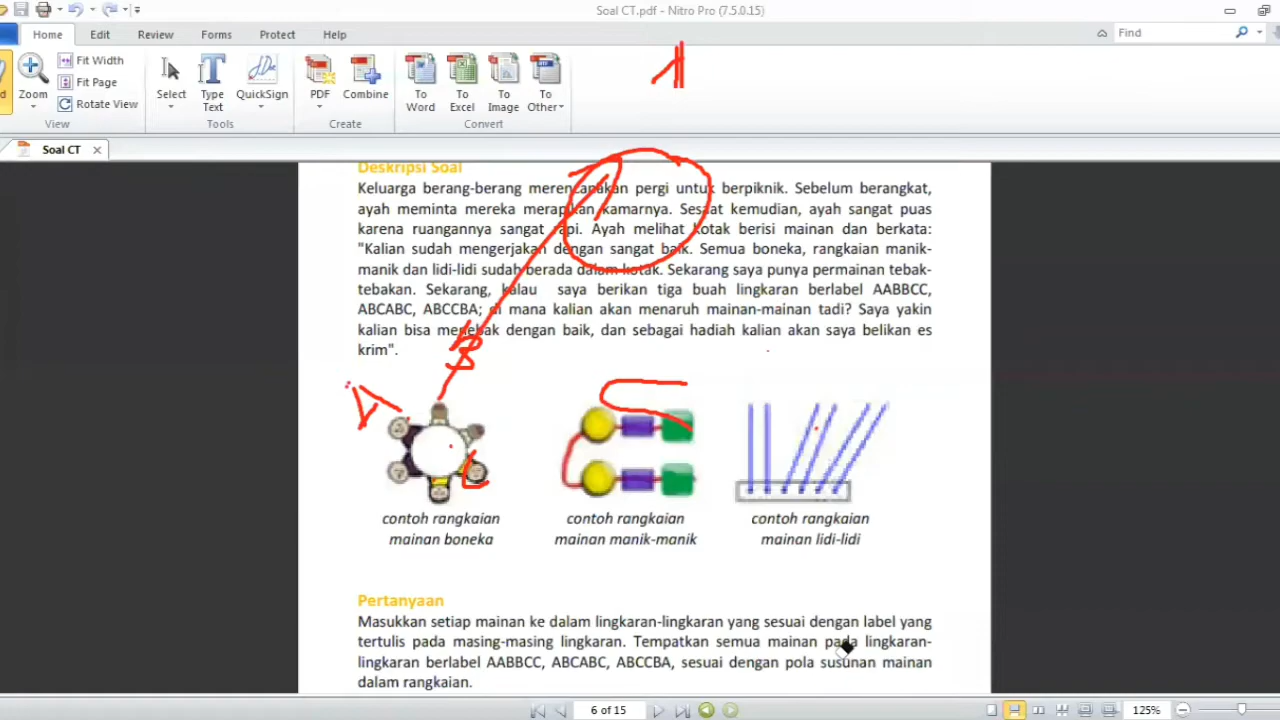 Soal CT.pdf - Nitro Pro (7.5.0.15)
Home Edit Review Forms Protect Help
Find
Zoom
Fit Width
Fit Page
Rotate View
View
Select
Type Text
QuickSign
Tools
PDF
Combine
Create
To Word
To Excel
To Image
To Other
Convert
Soal CT
Deskripsi Soal
Keluarga berang-berang merencanakan pergi untuk berpiknik. Sebelum berangkat,
ayah meminta mereka merapikan kamarnya. Sesaat kemudian, ayah sangat puas
karena ruangannya sangat rapi. Ayah melihat kotak berisi mainan dan berkata:
"Kalian sudah mengerjakan dengan sangat baik. Semua boneka, rangkaian manik-
manik dan lidi-lidi sudah berada dalam kotak. Sekarang saya punya permainan tebak-
tebakan. Sekarang, kalau saya berikan tiga buah lingkaran berlabel AABBCC,
ABCABC, ABCCBA; di mana kalian akan menaruh mainan-mainan tadi? Saya yakin
kalian bisa menebak dengan baik, dan sebagai hadiah kalian akan saya belikan es
krim".
A
B
contoh rangkaian
mainan boneka
contoh rangkaian
mainan manik-manik
contoh rangkaian
mainan lidi-lidi
Pertanyaan
Masukkan setiap mainan ke dalam lingkaran-lingkaran yang sesuai dengan label yang
tertulis pada masing-masing lingkaran. Tempatkan semua mainan pada lingkaran-
lingkaran berlabel AABBCC, ABCABC, ABCCBA, sesuai dengan pola susunan mainan
dalam rangkaian.
6 of 15
125%